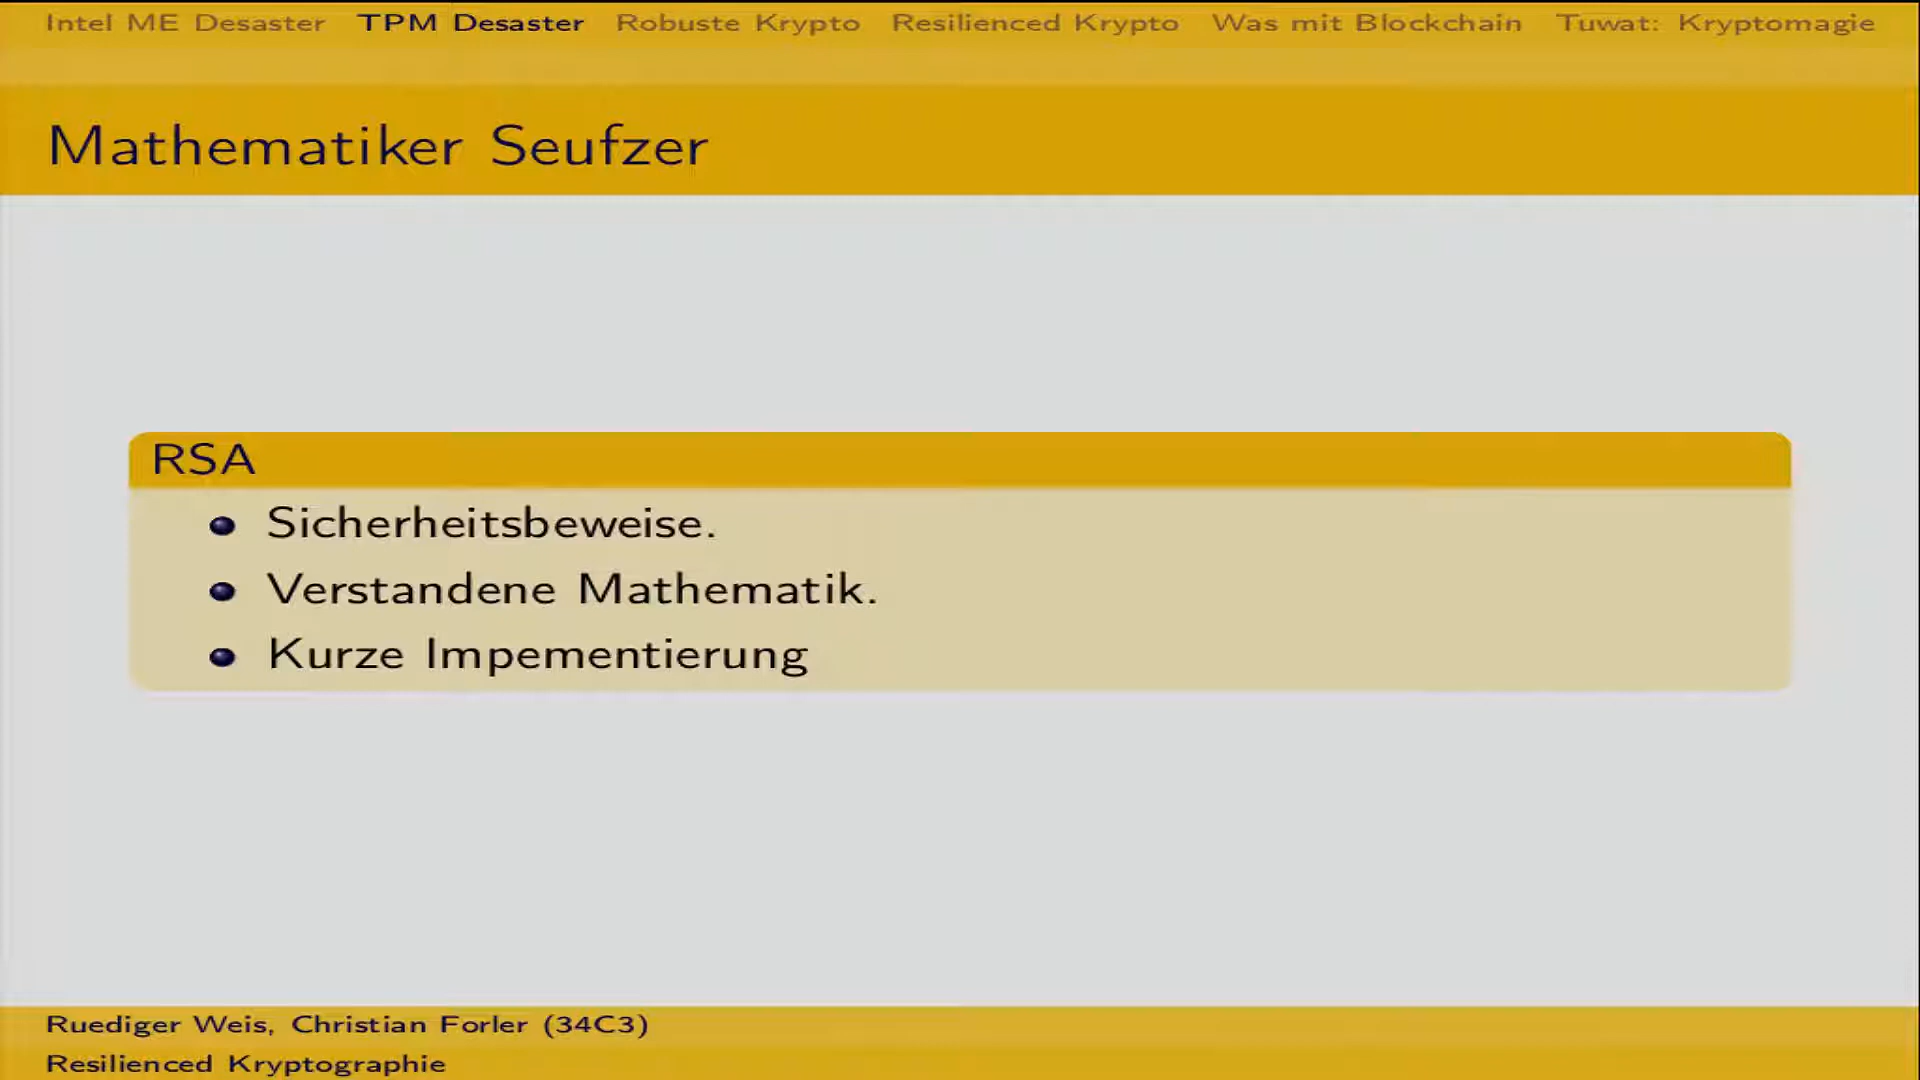 Intel ME Desaster TPM Desaster Robuste Krypto Resilienced Krypto Was mit Blockchain Tuwat: Kryptomagie
Mathematiker Seufzer
RSA
Sicherheitsbeweise.
Verstandene Mathematik.
Kurze Impementierung
Ruediger Weis, Christian Forler (34C3)
Resilienced Kryptographie